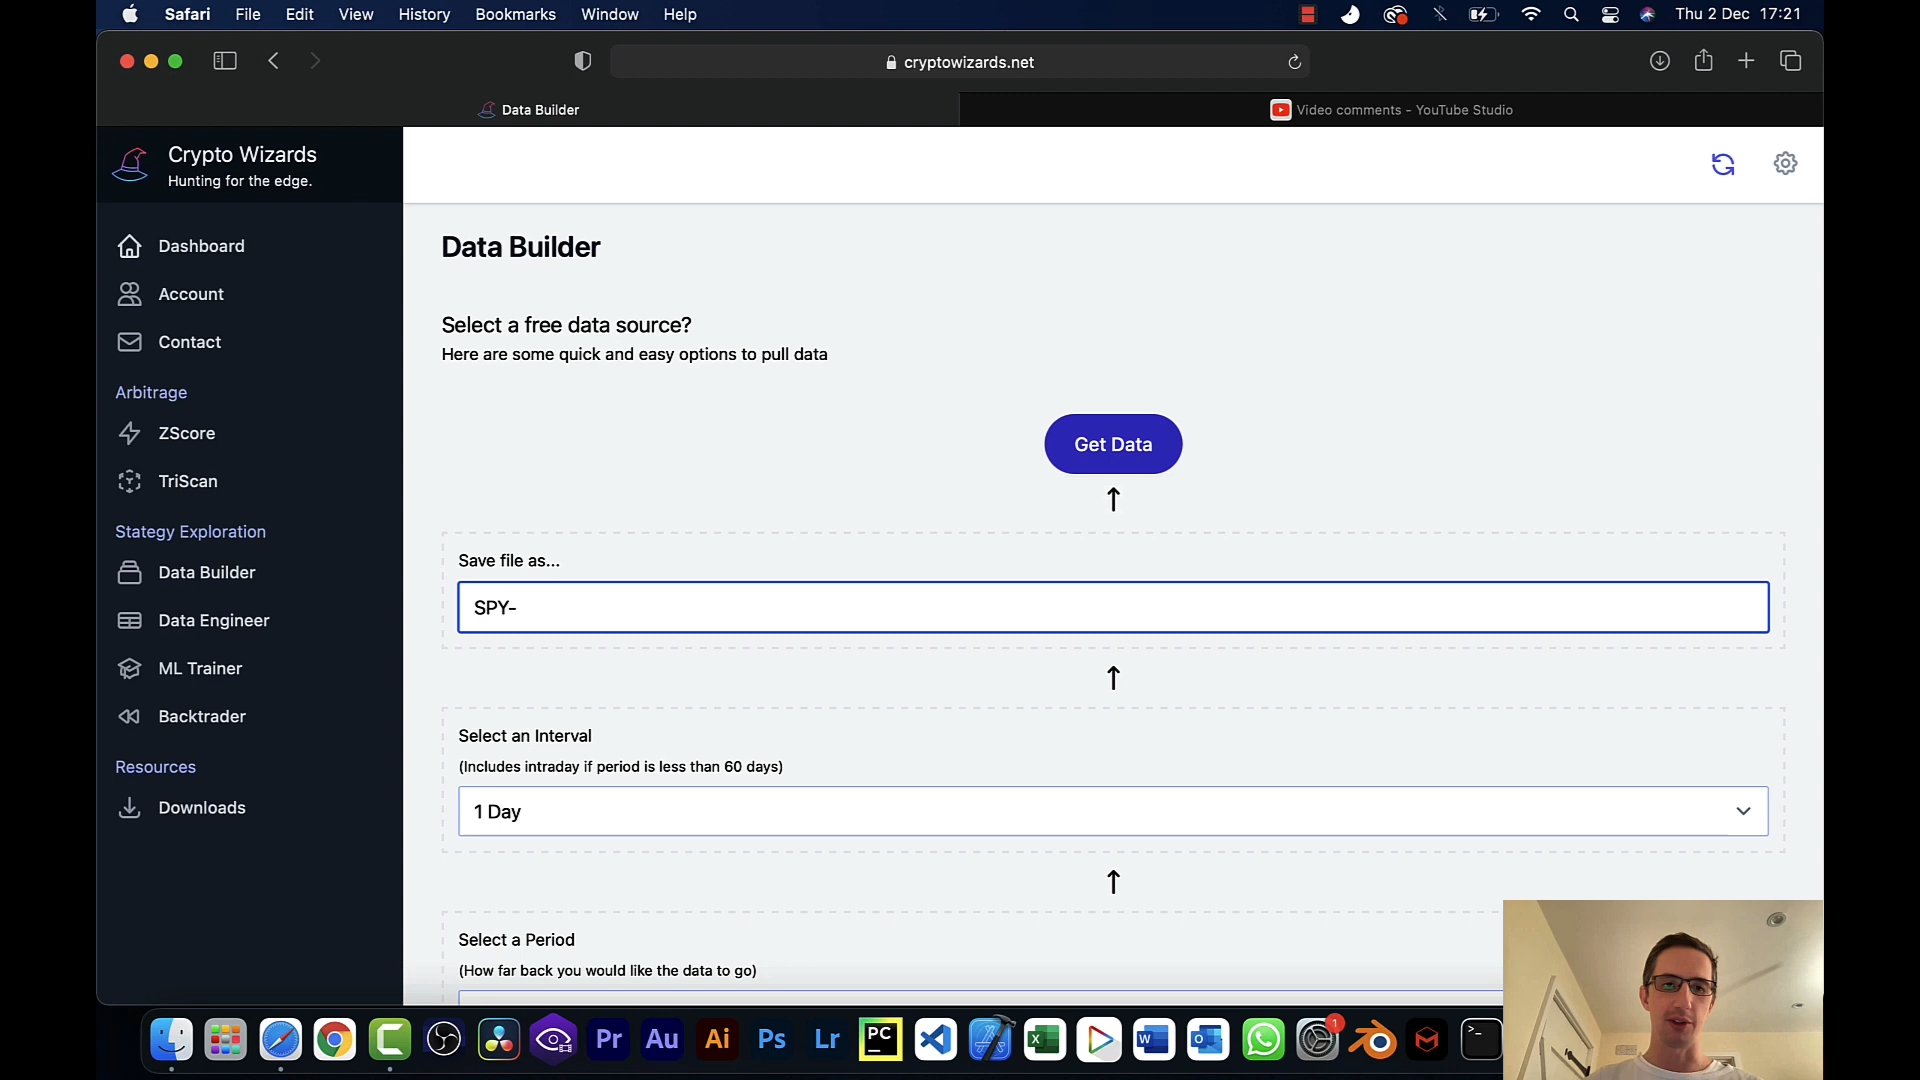 Safari File Edit View History Bookmarks Window Help Thu 2 Dec 17:21
cryptowizards.net
Data Builder
Video comments - YouTube Studio
Crypto Wizards
Hunting for the edge.
Dashboard
Account
Contact
Arbitrage
ZScore
TriScan
Stategy Exploration
Data Builder
Data Engineer
ML Trainer
Backtrader
Resources
Downloads
Data Builder
Select a free data source?
Here are some quick and easy options to pull data
Get Data
Save file as...
SPY-
Select an Interval
(Includes intraday if period is less than 60 days)
1 Day
Select a Period
(How far back you would like the data to go)
Pr Au Ai Ps Lr PC X W O 1 >_